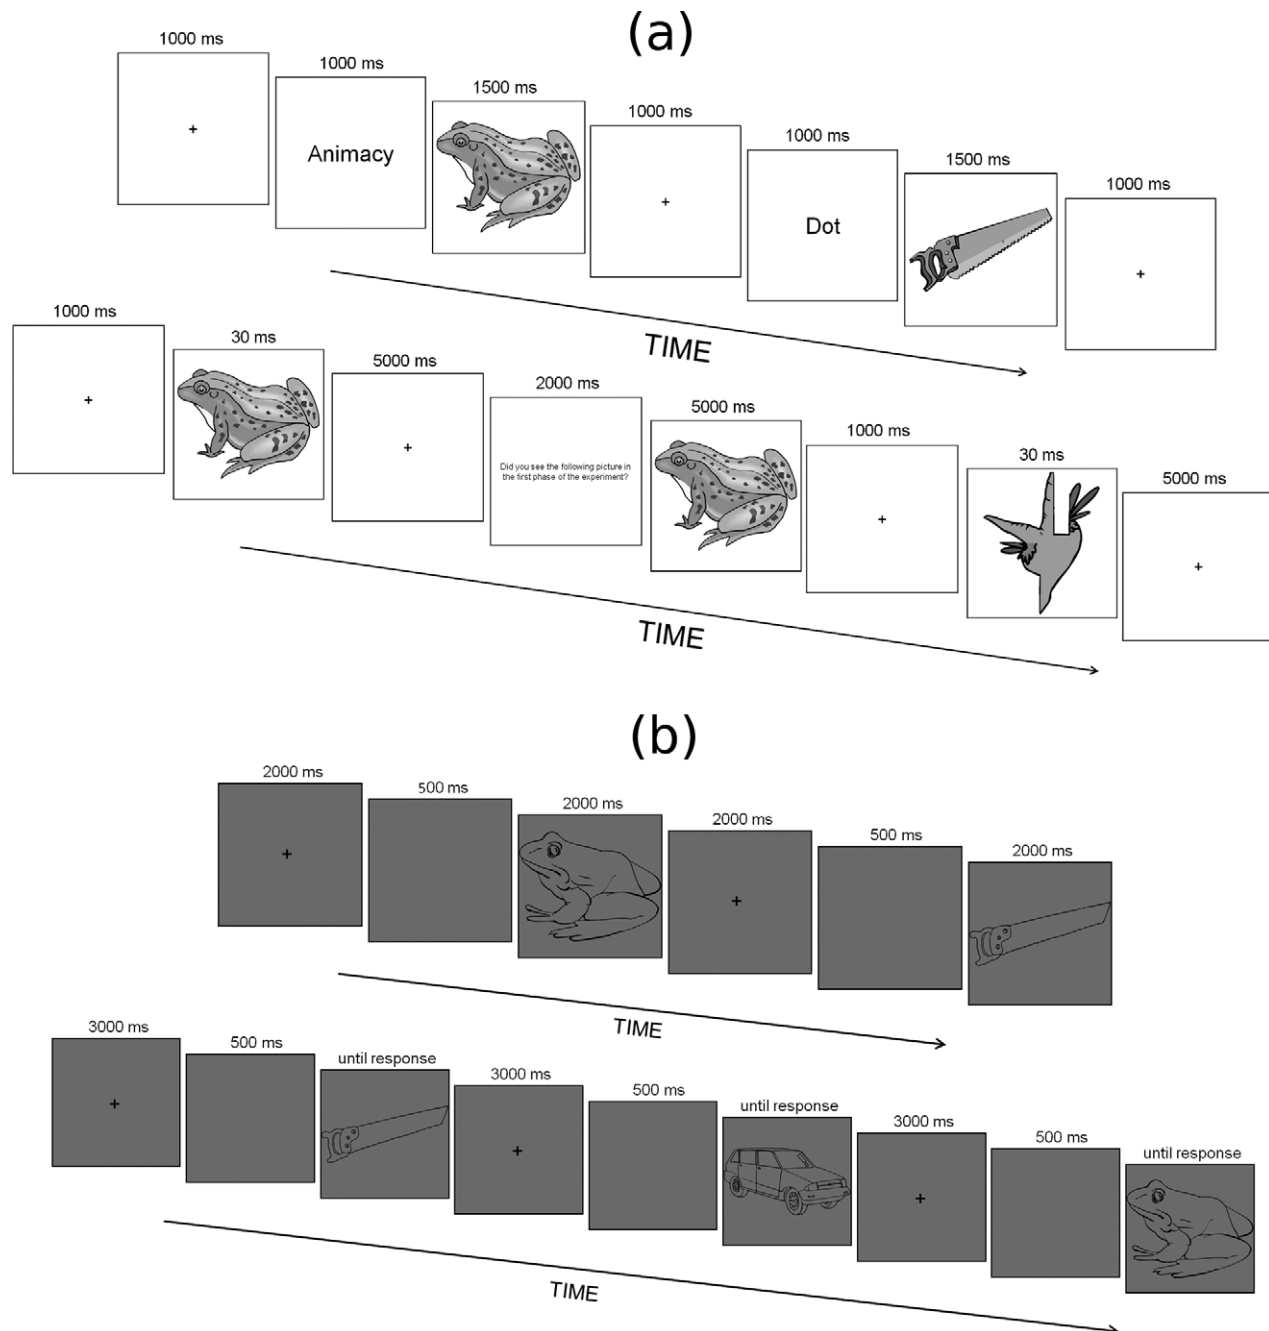 (a)
1000 ms
1000 ms
Animacy
1500 ms
1000 ms
1000 ms
Dot
1500 ms
1000 ms
TIME
1000 ms
30 ms
5000 ms
2000 ms
Did you see the following picture in
the first phase of the experiment?
5000 ms
1000 ms
30 ms
5000 ms
TIME
(b)
2000 ms
500 ms
2000 ms
2000 ms
500 ms
2000 ms
TIME
3000 ms
500 ms
until response
3000 ms
500 ms
until response
3000 ms
500 ms
until response
TIME